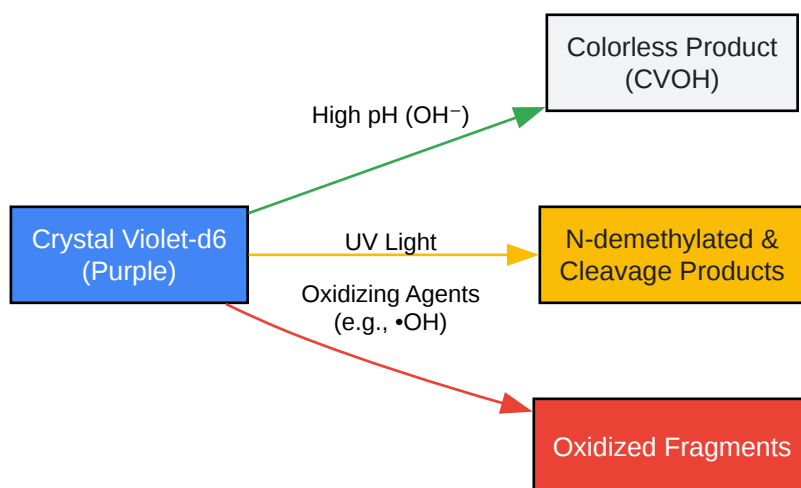 Colorless Product
(CVOH)
High pH (OH⁻)
Crystal Violet-d6
(Purple)
UV Light
N-demethylated &
Cleavage Products
Oxidizing Agents
(e.g., •OH)
Oxidized Fragments